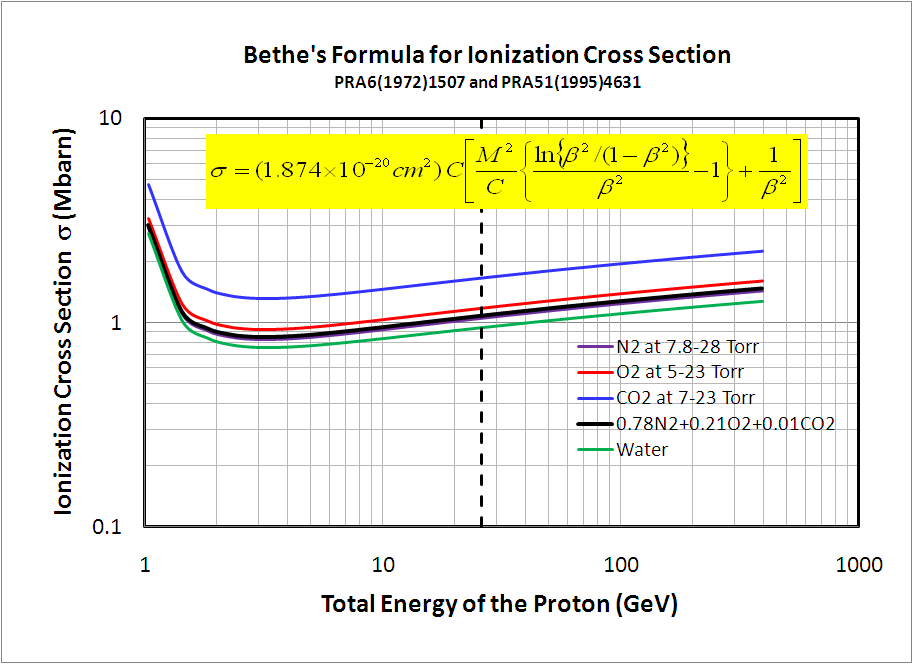 Bethe's Formula for Ionization Cross Section
PRA6(1972)1507 and PRA51(1995)4631
Ionization Cross Section σ (Mbarn)
10
1
0.1
σ = (1.874×10⁻²⁰ cm²) C [ M²/C { ln{β²/(1−β²)}/β² −1 } + 1/β² ]
N2 at 7.8-28 Torr
O2 at 5-23 Torr
CO2 at 7-23 Torr
0.78N2+0.21O2+0.01CO2
Water
1 10 100 1000
Total Energy of the Proton (GeV)